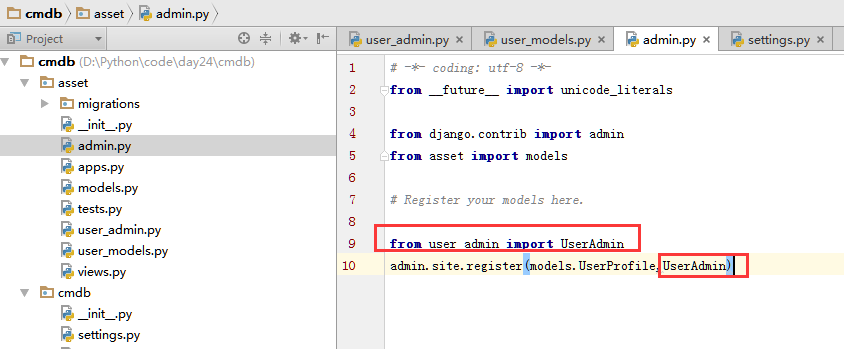 cmdb asset admin.py
Project
user_admin.py user_models.py admin.py settings.py
cmdb (D:\Python\code\day24\cmdb)
asset
migrations
__init__.py
admin.py
apps.py
models.py
tests.py
user_admin.py
user_models.py
views.py
cmdb
__init__.py
settings.py
1 # -*- coding: utf-8 -*-
2 from __future__ import unicode_literals
3
4 from django.contrib import admin
5 from asset import models
6
7 # Register your models here.
8
9 from user_admin import UserAdmin
10 admin.site.register(models.UserProfile,UserAdmin)